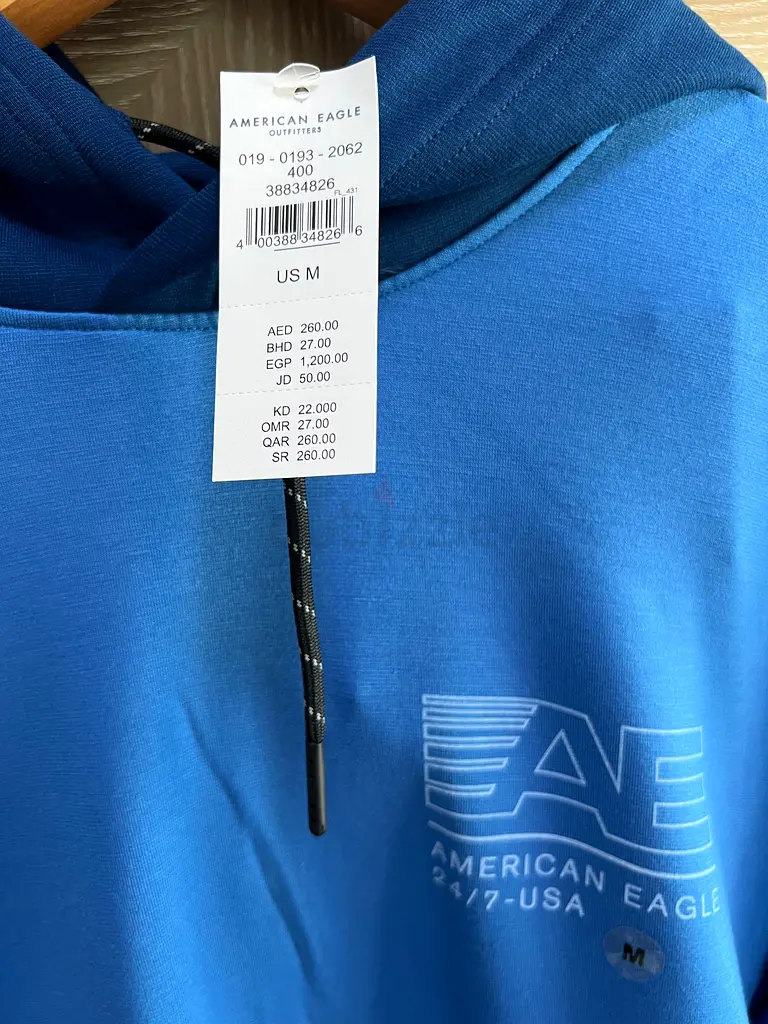 AMERICAN EAGLE
OUTFITTERS
019 - 0193 - 2062
400
38834826
FL_431
4 00388 34826 6
US M
AED 260.00
BHD 27.00
EGP 1,200.00
JD 50.00
KD 22.000
OMR 27.00
QAR 260.00
SR 260.00
AE
AMERICAN EAGLE
24/7-USA
M